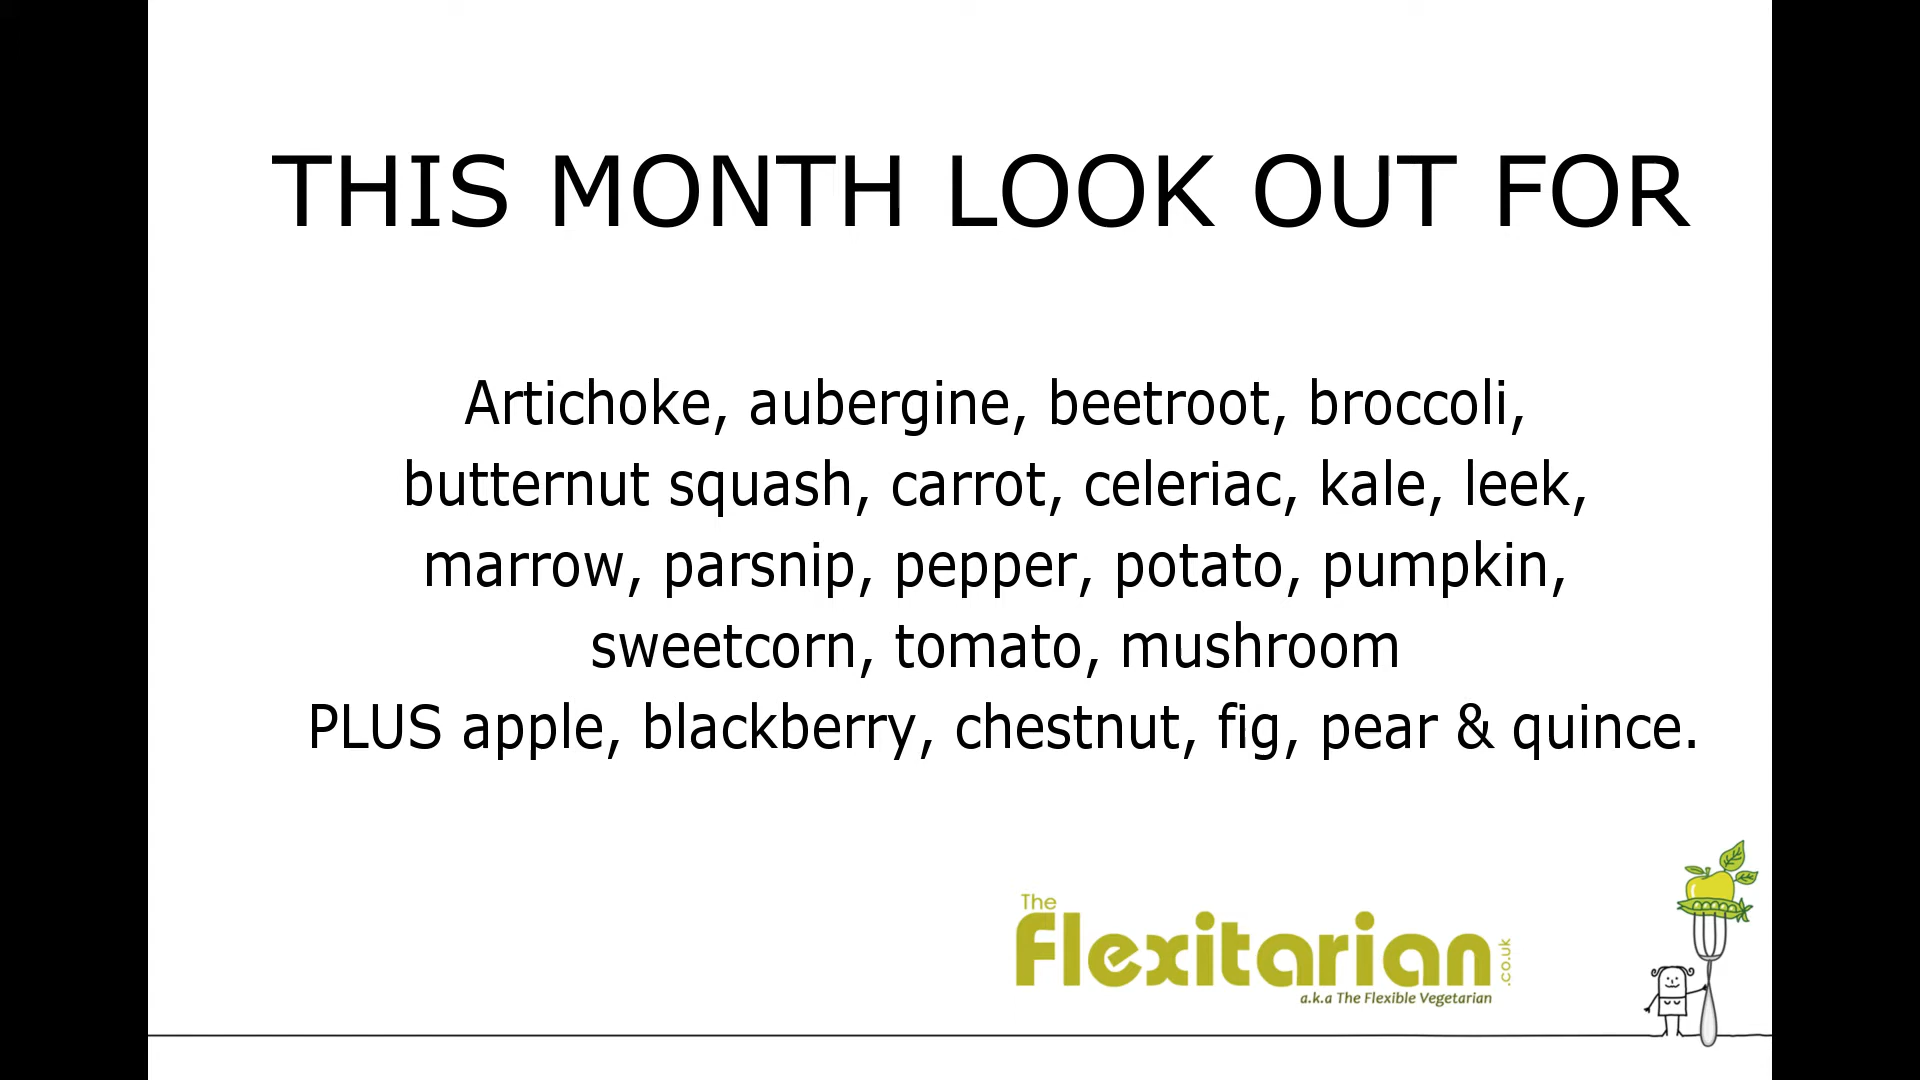 THIS MONTH LOOK OUT FOR
Artichoke, aubergine, beetroot, broccoli,
butternut squash, carrot, celeriac, kale, leek,
marrow, parsnip, pepper, potato, pumpkin,
sweetcorn, tomato, mushroom
PLUS apple, blackberry, chestnut, fig, pear & quince.
The
Flexitarian
.co.uk
a.k.a The Flexible Vegetarian